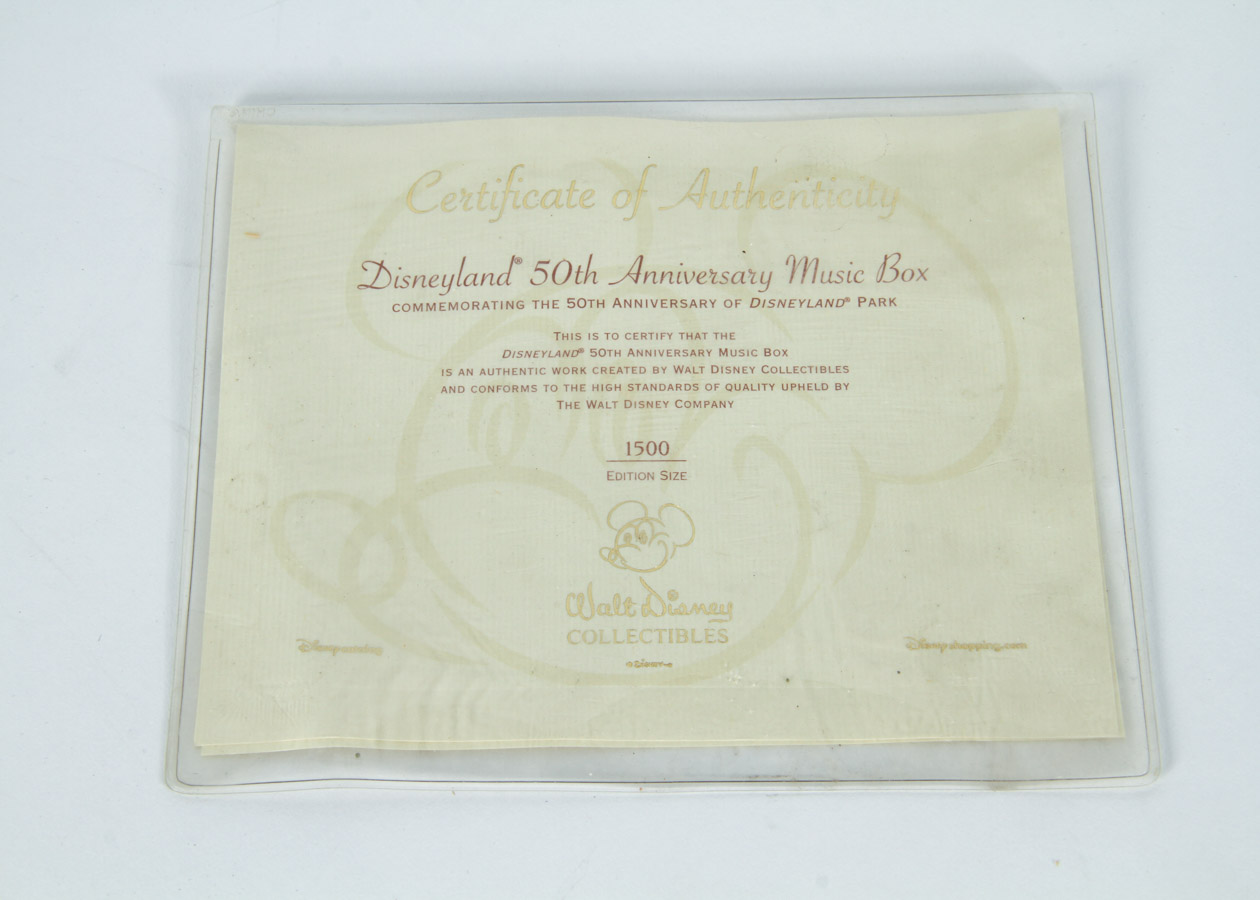 Certificate of Authenticity
Disneyland® 50th Anniversary Music Box
COMMEMORATING THE 50TH ANNIVERSARY OF DISNEYLAND® PARK
THIS IS TO CERTIFY THAT THE
DISNEYLAND® 50TH ANNIVERSARY MUSIC BOX
IS AN AUTHENTIC WORK CREATED BY WALT DISNEY COLLECTIBLES
AND CONFORMS TO THE HIGH STANDARDS OF QUALITY UPHELD BY
THE WALT DISNEY COMPANY
1500
EDITION SIZE
Walt Disney
COLLECTIBLES
Disneyshopping.com